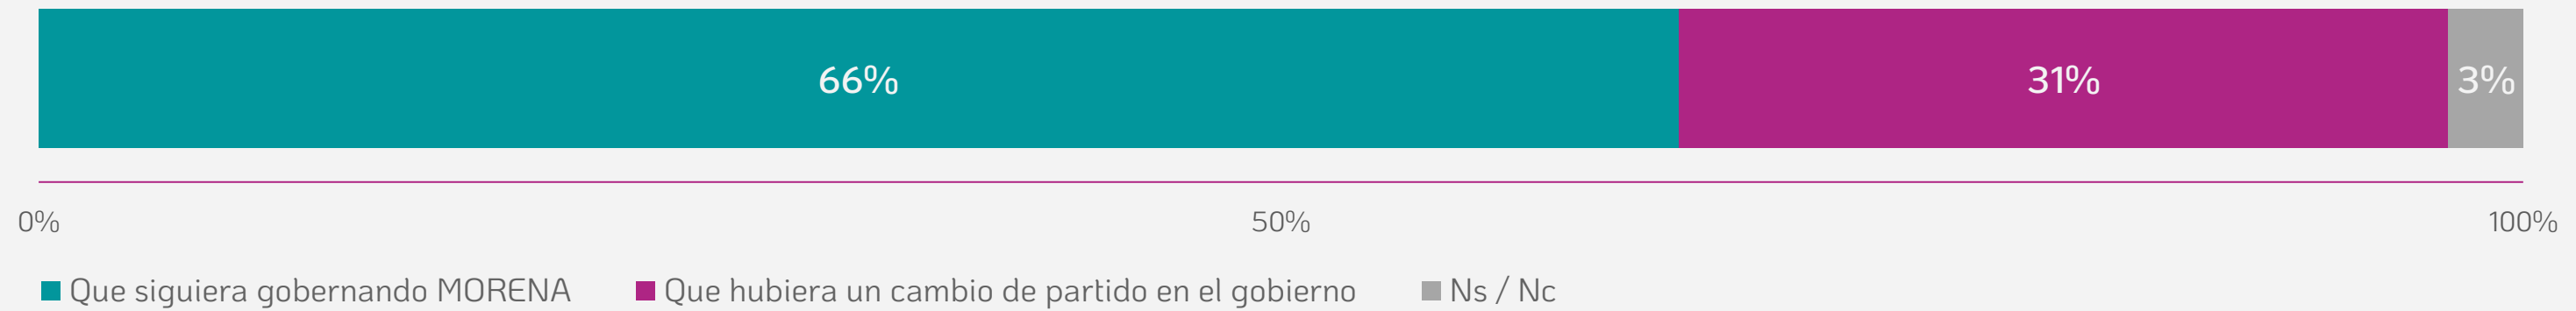 66% 31% 3%
0% 50% 100%
Que siguiera gobernando MORENA Que hubiera un cambio de partido en el gobierno Ns / Nc